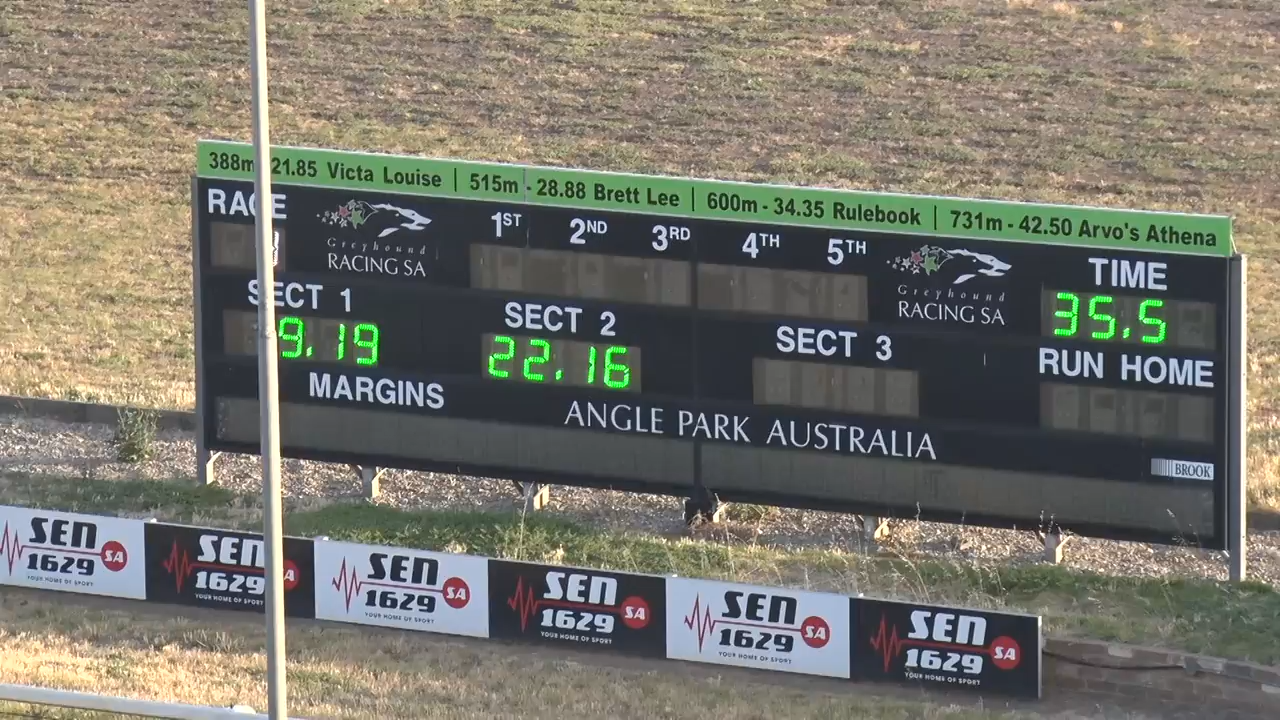 388m 21.85 Victa Louise | 515m - 28.88 Brett Lee | 600m - 34.35 Rulebook | 731m - 42.50 Arvo's Athena
RACE
Greyhound
RACING SA
1ST 2ND 3RD 4TH 5TH
Greyhound
RACING SA
TIME
35.5
SECT 1
9.19
SECT 2
22.16
SECT 3
RUN HOME
MARGINS
ANGLE PARK AUSTRALIA
BROOK
SEN
1629 SA
YOUR HOME OF SPORT
SEN
1629 SA
YOUR HOME OF SPORT
SEN
1629 SA
YOUR HOME OF SPORT
SEN
1629 SA
YOUR HOME OF SPORT
SEN
1629 SA
YOUR HOME OF SPORT
SEN
1629 SA
YOUR HOME OF SPORT